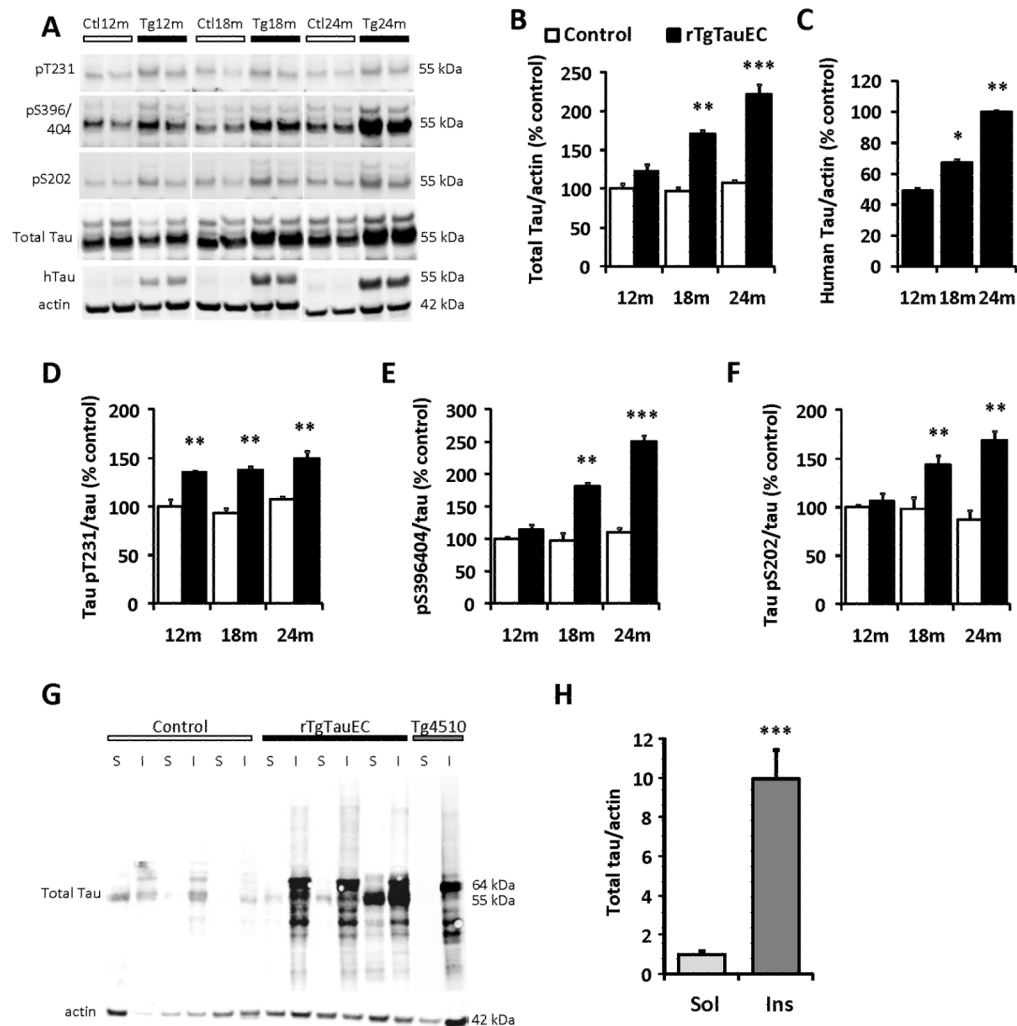 A
Ctl12m Tg12m Ctl18m Tg18m Ctl24m Tg24m
pT231 55 kDa
pS396/
404 55 kDa
pS202 55 kDa
Total Tau 55 kDa
hTau 55 kDa
actin 42 kDa
B
Control rTgTauEC
Total Tau/actin (% control)
250
200
150
100
50
0
** ***
12m 18m 24m
C
Human Tau/actin (% control)
120
100
80
60
40
20
0
* **
12m 18m 24m
D
Tau pT231/tau (% control)
200
150
100
50
0
** ** **
12m 18m 24m
E
pS396404/tau (% control)
300
250
200
150
100
50
0
** ***
12m 18m 24m
F
Tau pS202/tau (% control)
200
150
100
50
0
** **
12m 18m 24m
G
Control rTgTauEC Tg4510
S I S I S I S I S I S I S I
64 kDa
Total Tau 55 kDa
actin 42 kDa
H
Total tau/actin
12
10
8
6
4
2
0
***
Sol Ins